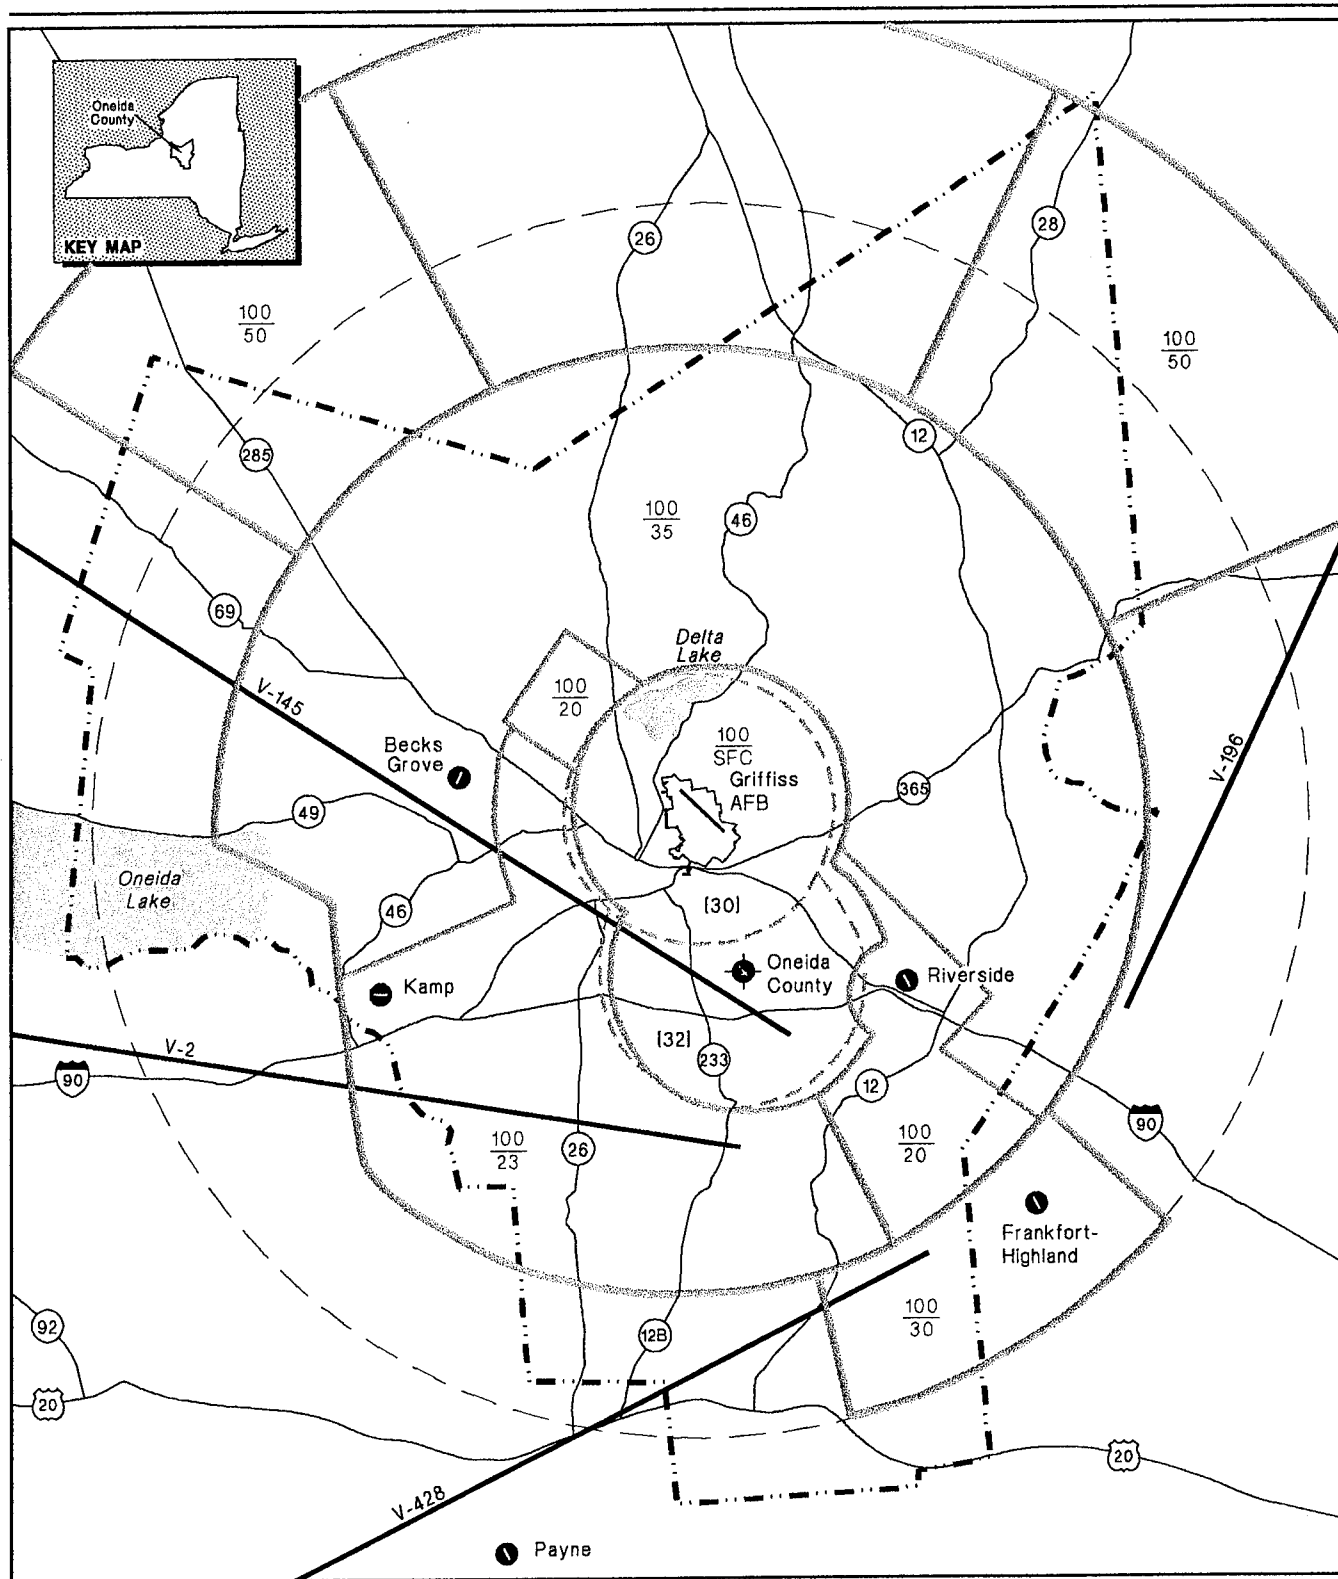 Oneida
County
KEY MAP
26
28
100
50
100
50
12
285
100
35
46
69
Delta
Lake
V-145
100
20
100
SFC
Becks
Grove
Griffiss
AFB
V-196
365
49
Oneida
Lake
46
[30]
Kamp
Oneida
County
Riverside
[32]
V-2
90
233
12
100
23
26
100
20
90
Frankfort-
Highland
100
30
92
12B
20
20
V-428
Payne